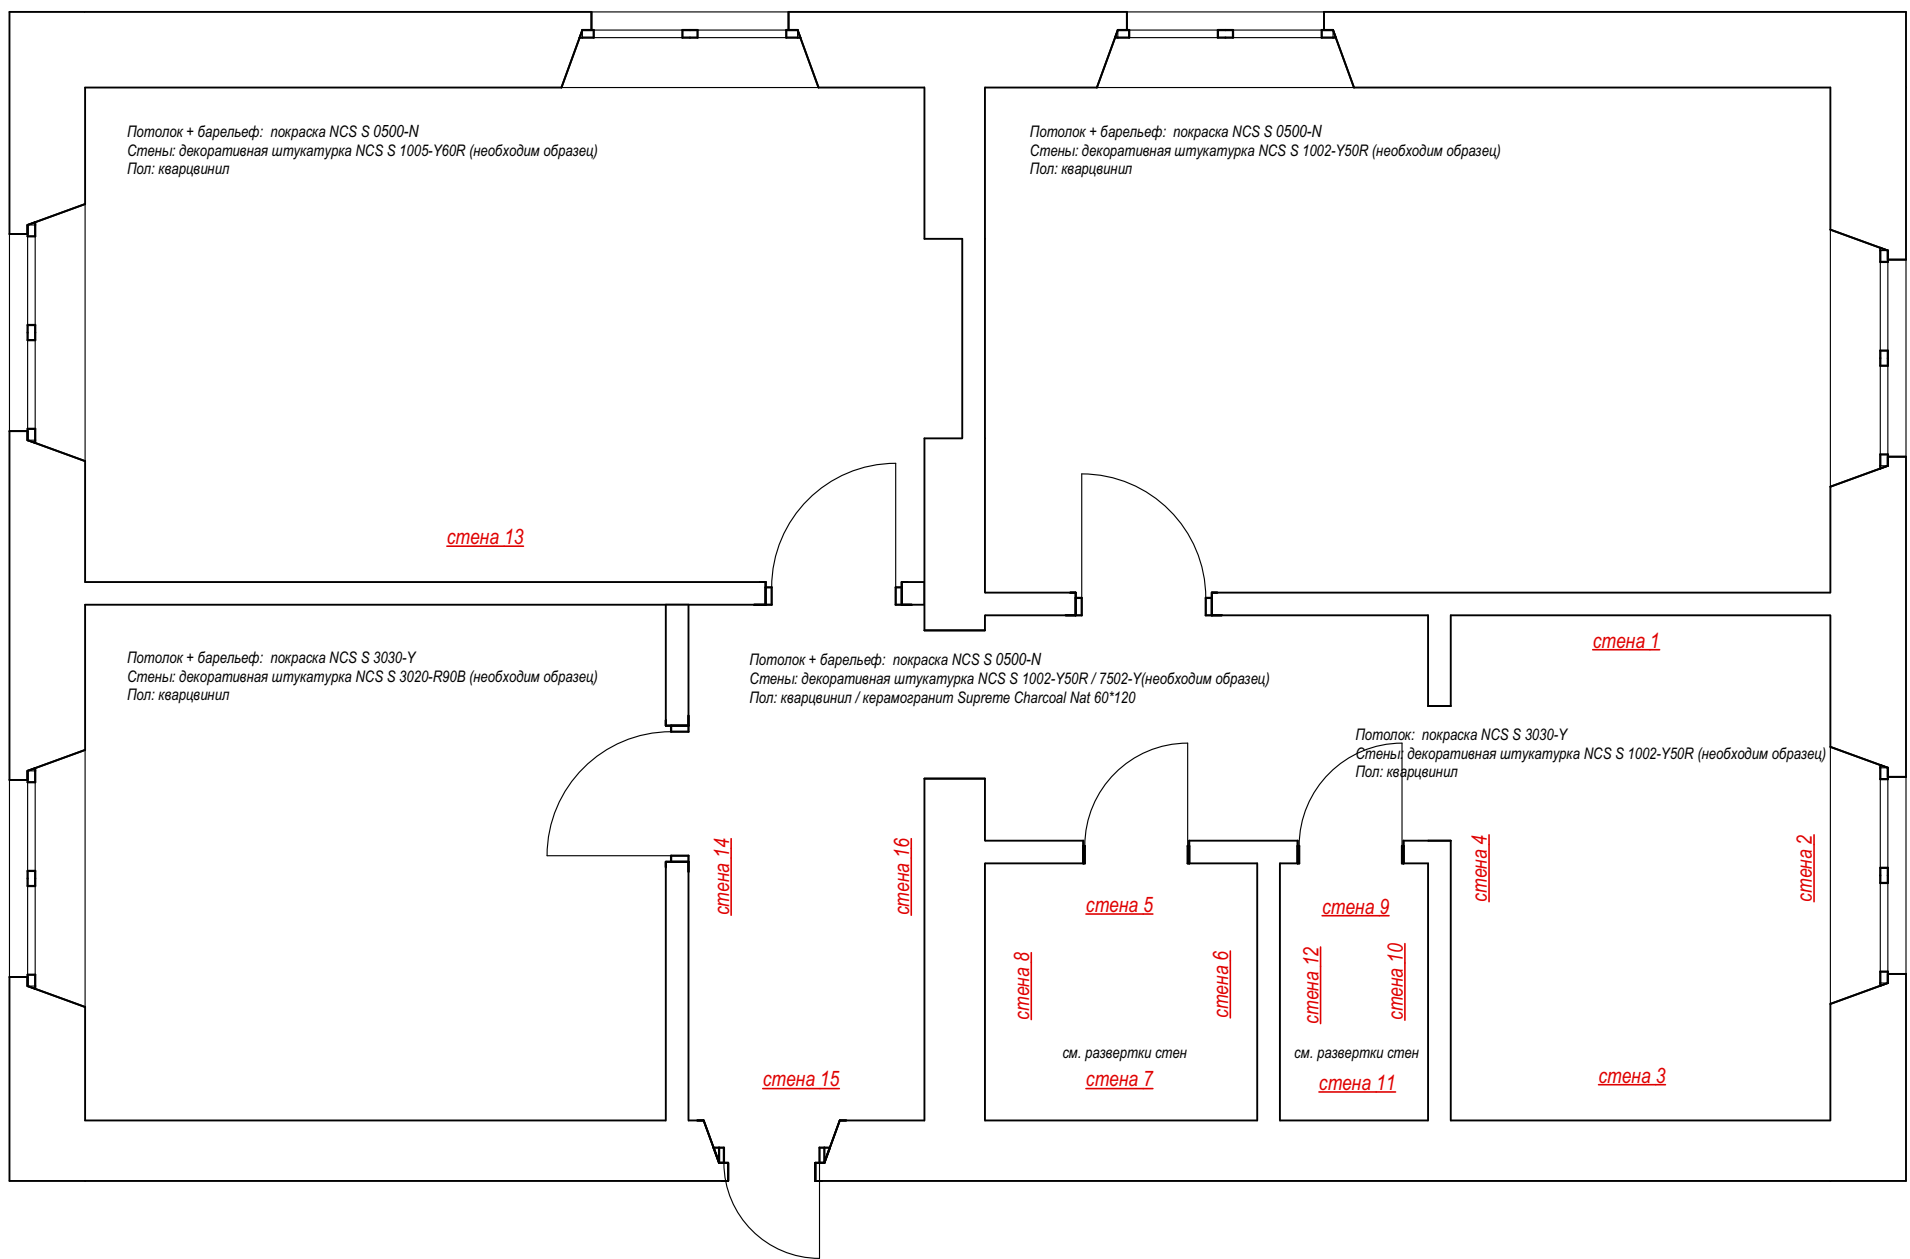 Потолок + барельеф: покраска NCS S 0500-N
Стены: декоративная штукатурка NCS S 1005-Y60R (необходим образец)
Пол: кварцвинил
Потолок + барельеф: покраска NCS S 0500-N
Стены: декоративная штукатурка NCS S 1002-Y50R (необходим образец)
Пол: кварцвинил
стена 13
стена 1
Потолок + барельеф: покраска NCS S 3030-Y
Стены: декоративная штукатурка NCS S 3020-R90B (необходим образец)
Пол: кварцвинил
Потолок + барельеф: покраска NCS S 0500-N
Стены: декоративная штукатурка NCS S 1002-Y50R / 7502-Y(необходим образец)
Пол: кварцвинил / керамогранит Supreme Charcoal Nat 60*120
Потолок: покраска NCS S 3030-Y
Стены: декоративная штукатурка NCS S 1002-Y50R (необходим образец)
Пол: кварцвинил
стена 14
стена 16
стена 4
стена 2
стена 5
стена 9
стена 8
стена 6
стена 12
стена 10
см. развертки стен
см. развертки стен
стена 15
стена 7
стена 11
стена 3